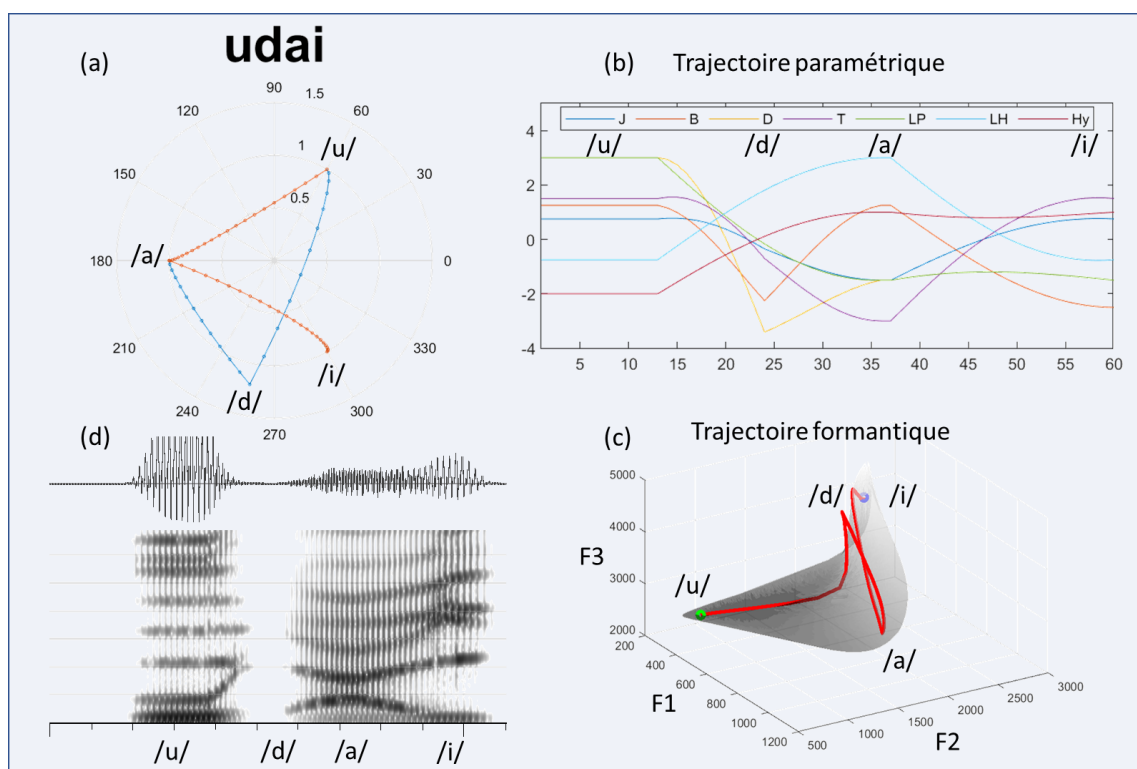 udai
(a)
90
1.5
120
60
/u/
1
150
30
0.5
/a/
180
0
210
330
/i/
/d/
240
300
270
(b) Trajectoire paramétrique
J B D T LP LH Hy
4
2
0
-2
-4
/u/ /d/ /a/ /i/
5 10 15 20 25 30 35 40 45 50 55 60
(d)
/u/ /d/ /a/ /i/
(c) Trajectoire formantique
5000
4000
3000
2000
F3
/d/ /i/
/u/
/a/
200
400
600
800
1000
1200
F1
500
1000
1500
2000
2500
3000
F2